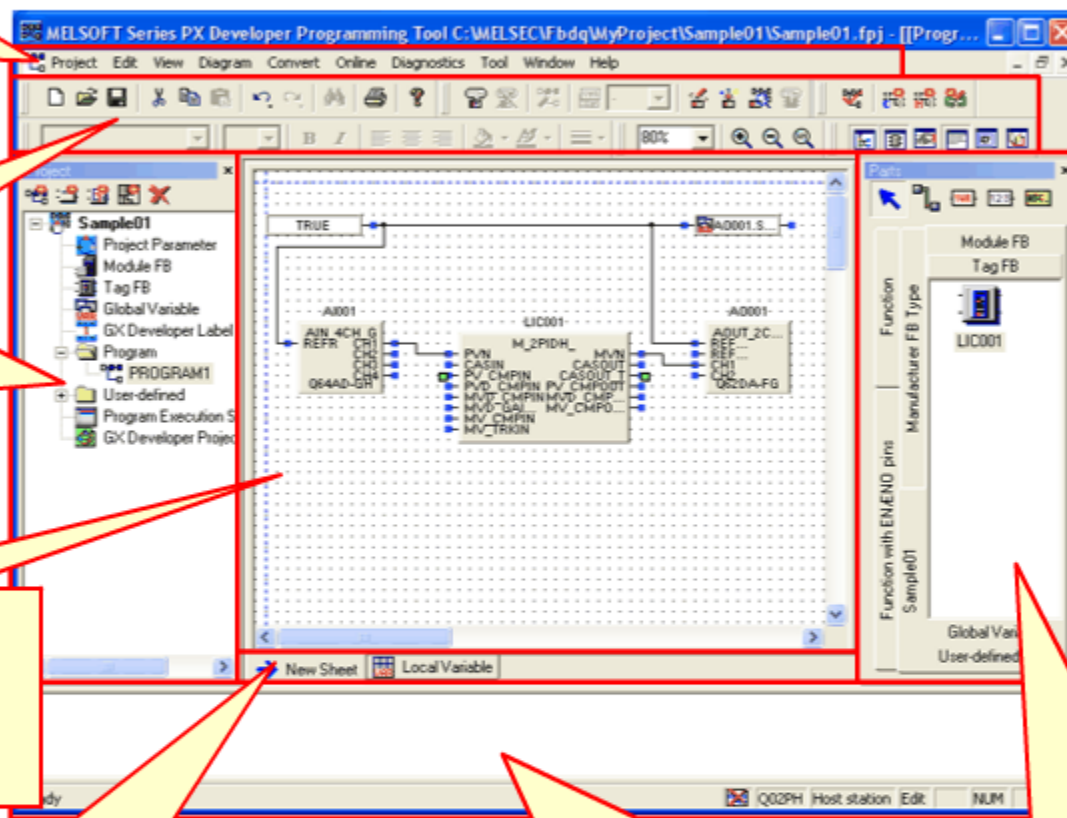 MELSOFT Series PX Developer Programming Tool C:\MELSEC\Fbdq\MyProject\Sample01\Sample01.fpj - [[Progr...
Project Edit View Diagram Convert Online Diagnostics Tool Window Help
B I
80%
Project
Sample01
Project Parameter
Module FB
Tag FB
Global Variable
GX Developer Label
Program
PROGRAM1
User-defined
Program Execution S
GX Developer Projec
TRUE
AO001.S...
AI001
AIN_4CH_G
REFR CH1
CH2
CH3
CH4
Q64AD-GH
LIC001
M_2PIDH_
PVN MVN
CASIN CASOUT
PV_CMPIN CASOUT_T
PVD_CMPIN PV_CMPOUT
MVD_CMPIN MVD_CMP...
MVD_GAI... MV_CMPO...
MV_CMPIN
MV_TRKIN
AO001
AOUT_2C...
REF...
REF...
CH1
CH2
Q62DA-FG
New Sheet
Local Variable
Parts
Function
Function with EN/ENO pins
Manufacturer FB Type
Sample01
Module FB
Tag FB
LIC001
Global Vari
User-defined
dy
Q02PH Host station Edit NUM